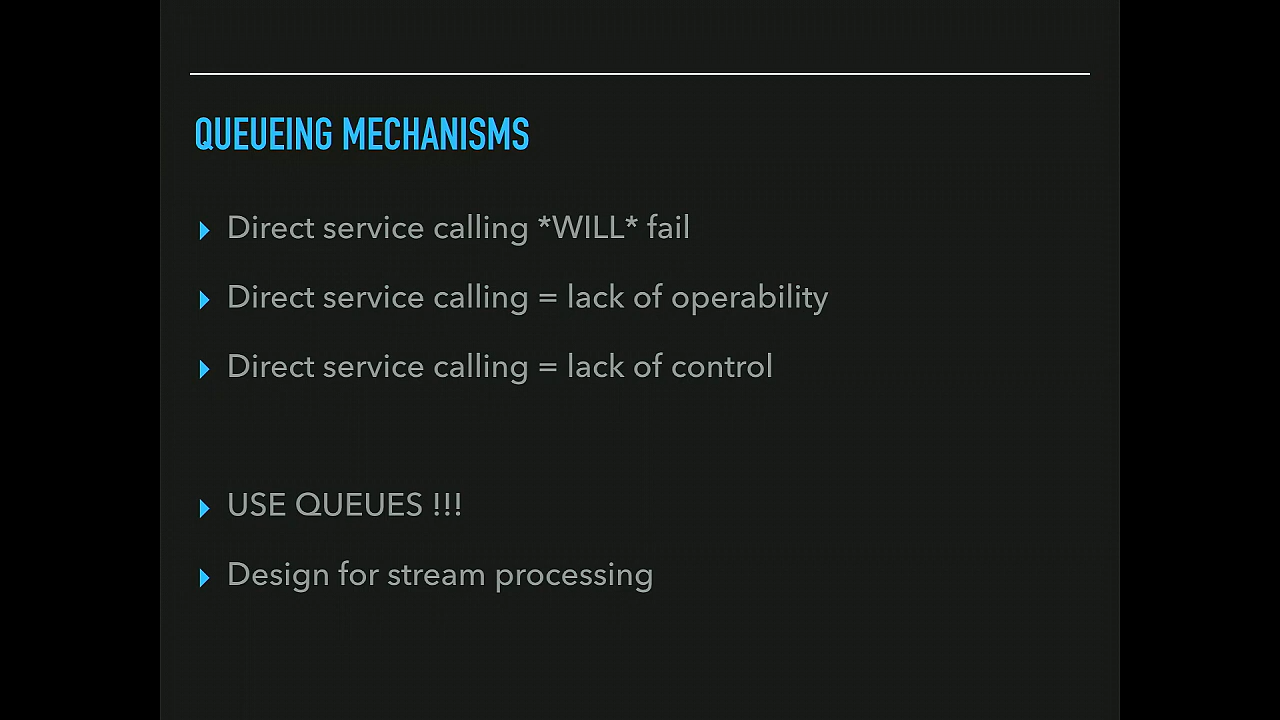 QUEUEING MECHANISMS
Direct service calling *WILL* fail
Direct service calling = lack of operability
Direct service calling = lack of control
USE QUEUES !!!
Design for stream processing